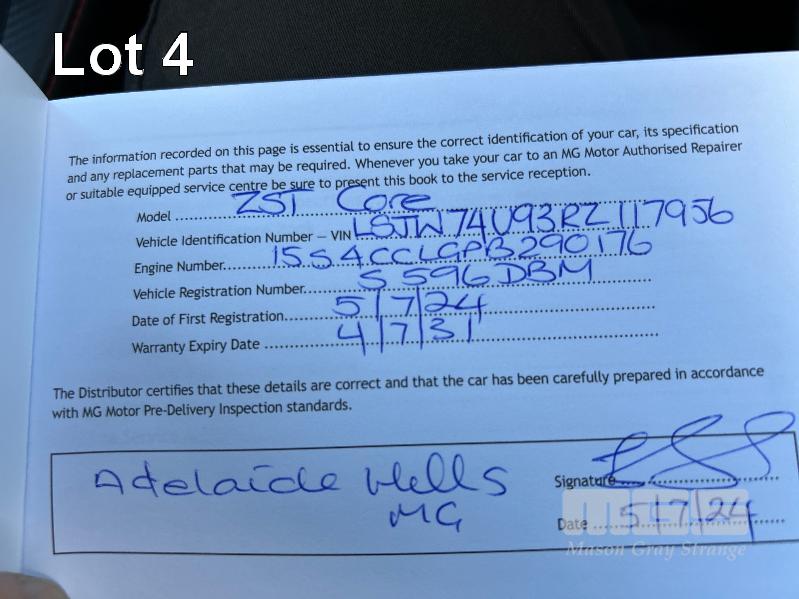 Lot 4
The information recorded on this page is essential to ensure the correct identification of your car, its specification
and any replacement parts that may be required. Whenever you take your car to an MG Motor Authorised Repairer
or suitable equipped service centre be sure to present this book to the service reception.
Model ZST Core
Vehicle Identification Number – VIN LSJW74U93RZ117956
Engine Number 15S4CCLGPB290176
Vehicle Registration Number S 596 DBM
Date of First Registration 5/7/24
Warranty Expiry Date 4/7/31
The Distributor certifies that these details are correct and that the car has been carefully prepared in accordance
with MG Motor Pre-Delivery Inspection standards.
Adelaide Hills
MG
Signature
Date 5/7/24
MGS
Mason Gray Strange